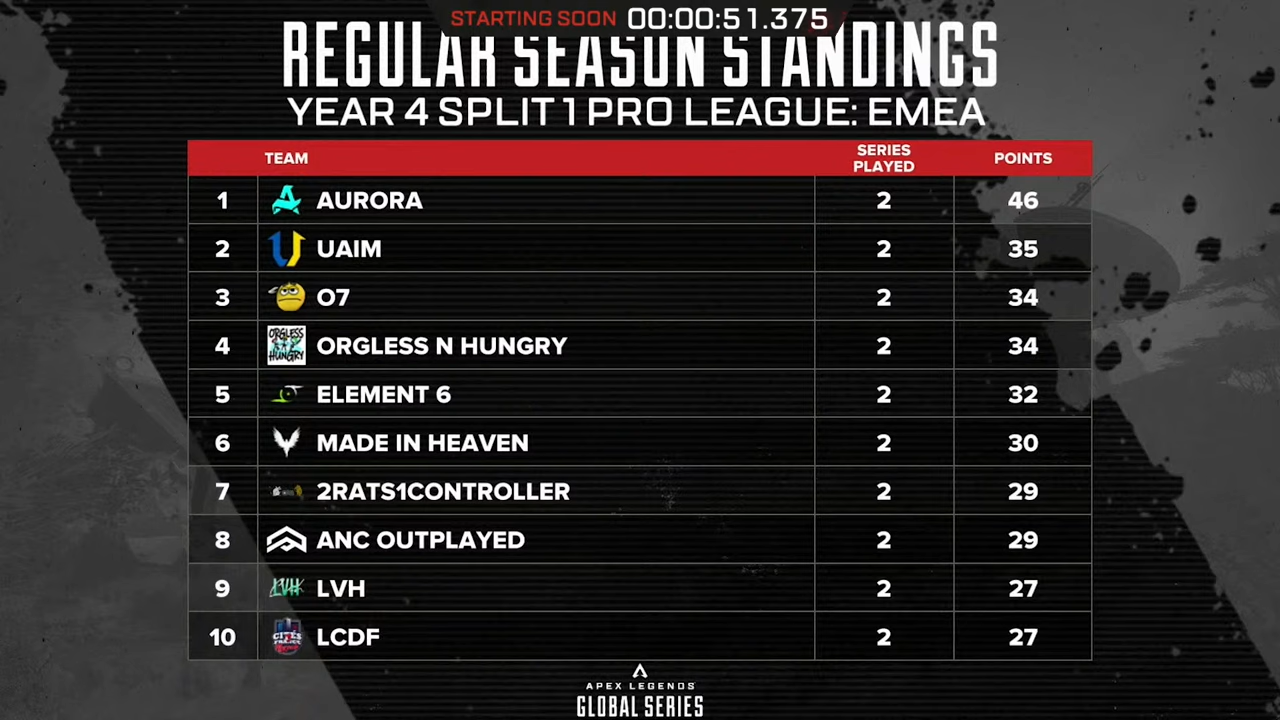 STARTING SOON 00:00:51.375
REGULAR SEASON STANDINGS
YEAR 4 SPLIT 1 PRO LEAGUE: EMEA
TEAM SERIES PLAYED POINTS
1 AURORA 2 46
2 UAIM 2 35
3 O7 2 34
4 ORGLESS N HUNGRY ORGLESS N HUNGRY 2 34
5 ELEMENT 6 2 32
6 MADE IN HEAVEN 2 30
7 2RATS1CONTROLLER 2 29
8 ANC OUTPLAYED 2 29
9 LVH LVH 2 27
10 LCDF 2 27
APEX LEGENDS
GLOBAL SERIES